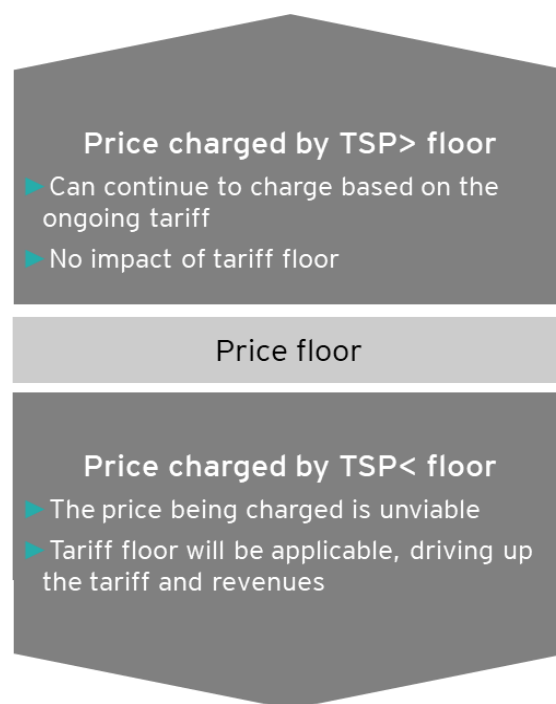 Price charged by TSP> floor
Can continue to charge based on the
ongoing tariff
No impact of tariff floor
Price floor
Price charged by TSP< floor
The price being charged is unviable
Tariff floor will be applicable, driving up
the tariff and revenues